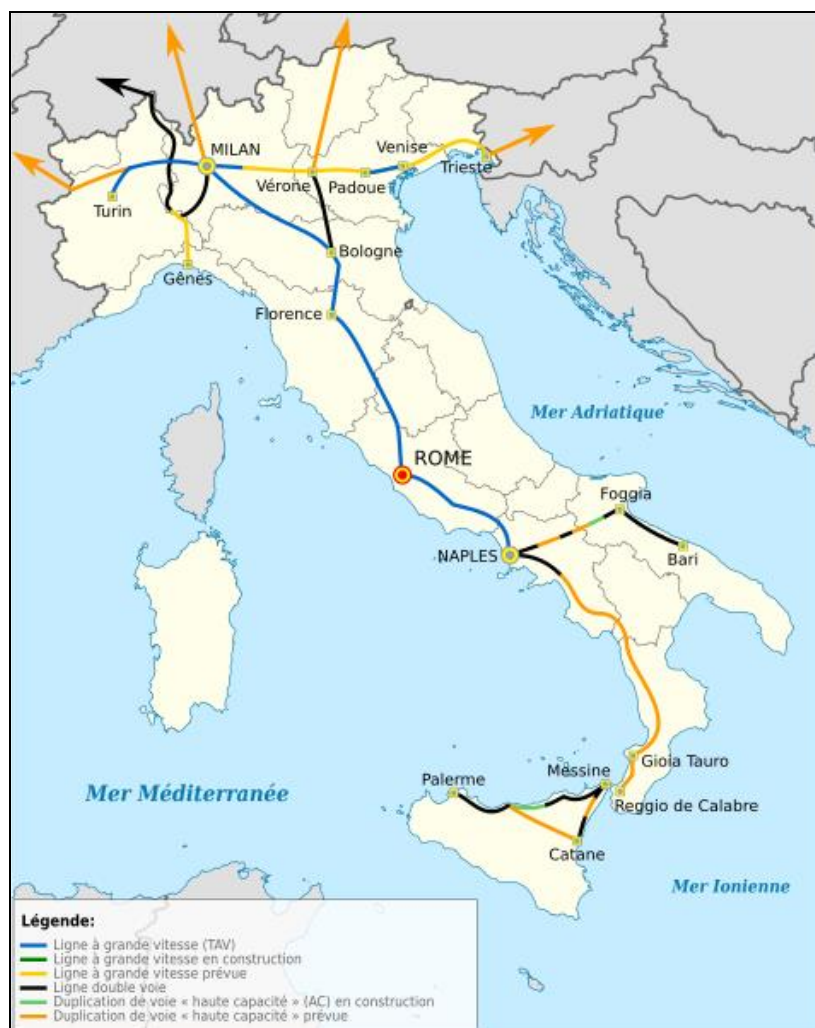 MILAN
Venise
Trieste
Vérone
Padoue
Turin
Bologne
Gênes
Florence
Mer Adriatique
ROME
Foggia
NAPLES
Bari
Gioia Tauro
Messine
Palerme
Reggio de Calabre
Mer Méditerranée
Catane
Mer Ionienne
Légende:
Ligne à grande vitesse (TAV)
Ligne à grande vitesse en construction
Ligne à grande vitesse prévue
Ligne double voie
Duplication de voie « haute capacité » (AC) en construction
Duplication de voie « haute capacité » prévue